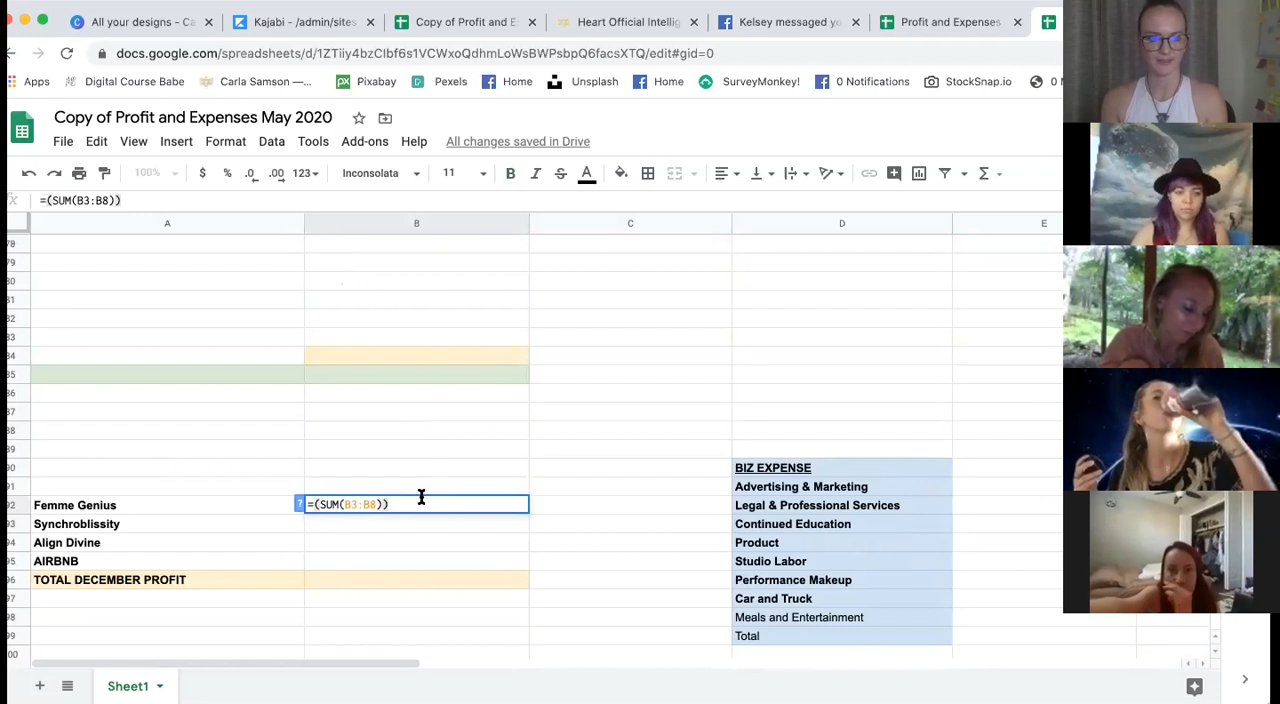 All your designs - Ca
Kajabi - /admin/sites
Copy of Profit and E
Heart Official Intellig
Kelsey messaged yo
Profit and Expenses
docs.google.com/spreadsheets/d/1ZTiiy4bzCIbf6s1VCWyoQdhmLoWsBWPsbpQ6facsXTQ/edit#gid=0
Apps
Digital Course Babe
Carla Samson —...
Pixabay
Pexels
Home
Unsplash
Home
SurveyMonkey!
0 Notifications
StockSnap.io
Copy of Profit and Expenses May 2020
File Edit View Insert Format Data Tools Add-ons Help All changes saved in Drive
100% $ % .0 .00 123 Inconsolata 11 B I S A
fx =(SUM(B3:B8))
A B C D E
BIZ EXPENSE
Advertising & Marketing
Femme Genius =(SUM(B3:B8)) Legal & Professional Services
Synchroblissity Continued Education
Align Divine Product
AIRBNB Studio Labor
TOTAL DECEMBER PROFIT Performance Makeup
Car and Truck
Meals and Entertainment
Total
Sheet1